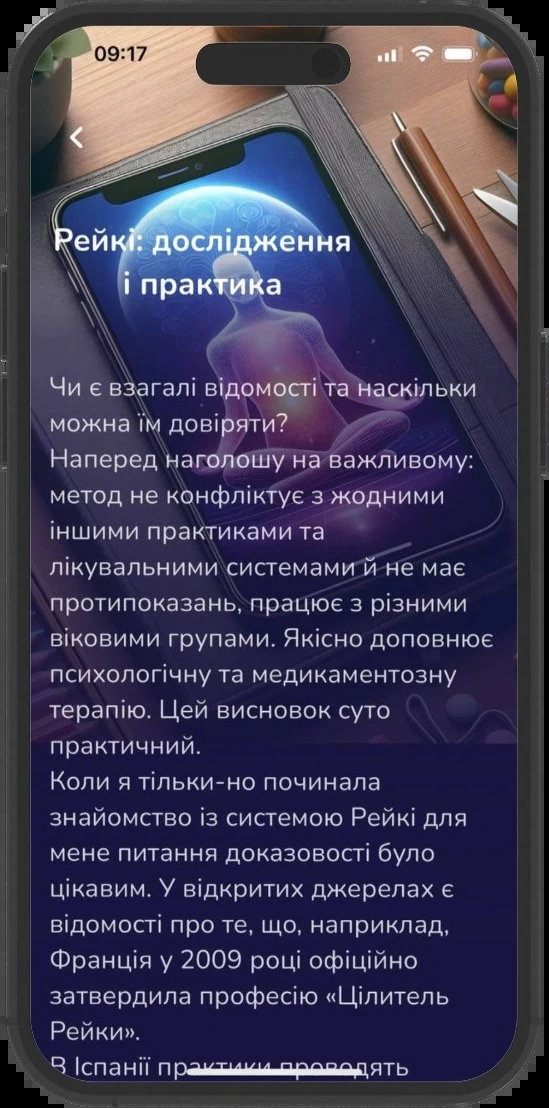 09:17
Рейкі: дослідження
і практика
Чи є взагалі відомості та наскільки
можна їм довіряти?
Наперед наголошу на важливому:
метод не конфліктує з жодними
іншими практиками та
лікувальними системами й не має
протипоказань, працює з різними
віковими групами. Якісно доповнює
психологічну та медикаментозну
терапію. Цей висновок суто
практичний.
Коли я тільки-но починала
знайомство із системою Рейкі для
мене питання доказовості було
цікавим. У відкритих джерелах є
відомості про те, що, наприклад,
Франція у 2009 році офіційно
затвердила професію «Цілитель
Рейки».
В Іспанії практики проводять